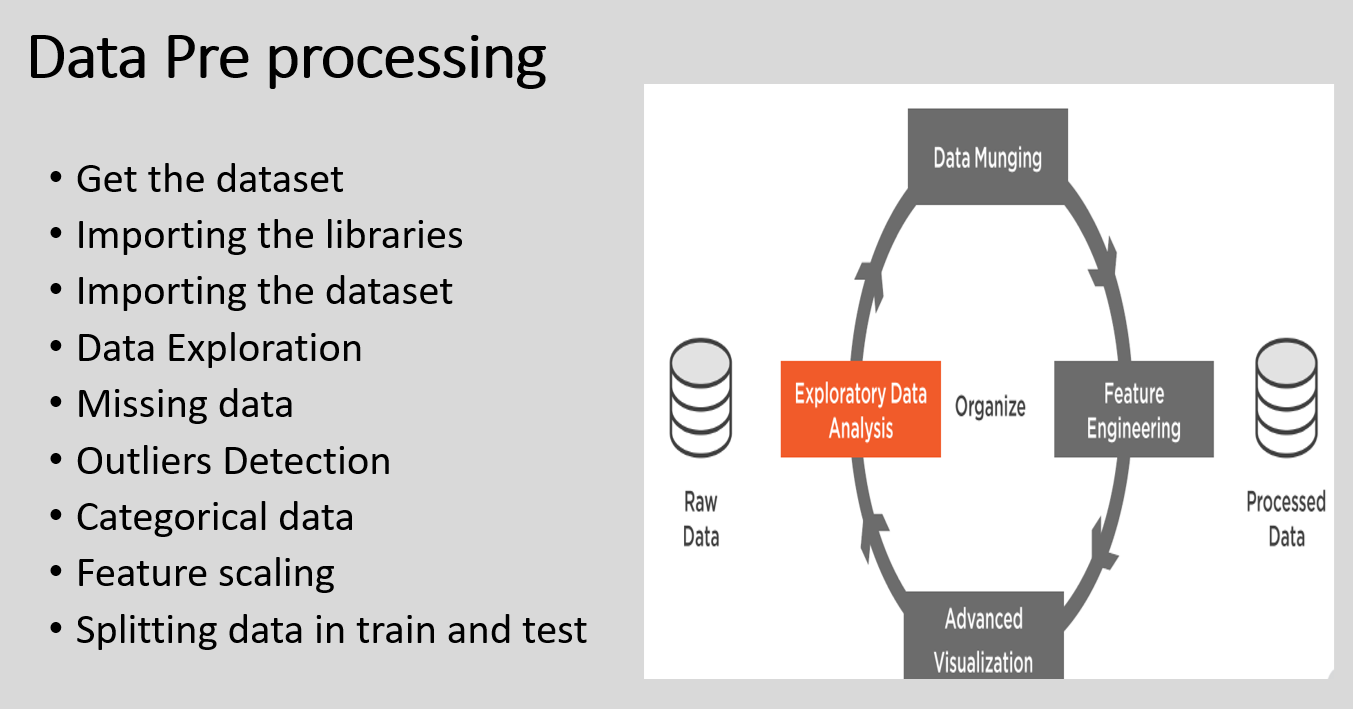 Data Pre processing
• Get the dataset
• Importing the libraries
• Importing the dataset
• Data Exploration
• Missing data
• Outliers Detection
• Categorical data
• Feature scaling
• Splitting data in train and test
Data Munging
Exploratory Data
Analysis
Organize
Feature
Engineering
Raw
Data
Processed
Data
Advanced
Visualization